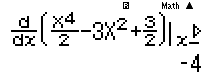 Math ▲
d/dx(X4/2-3X²+3/2)|x=▷
-4